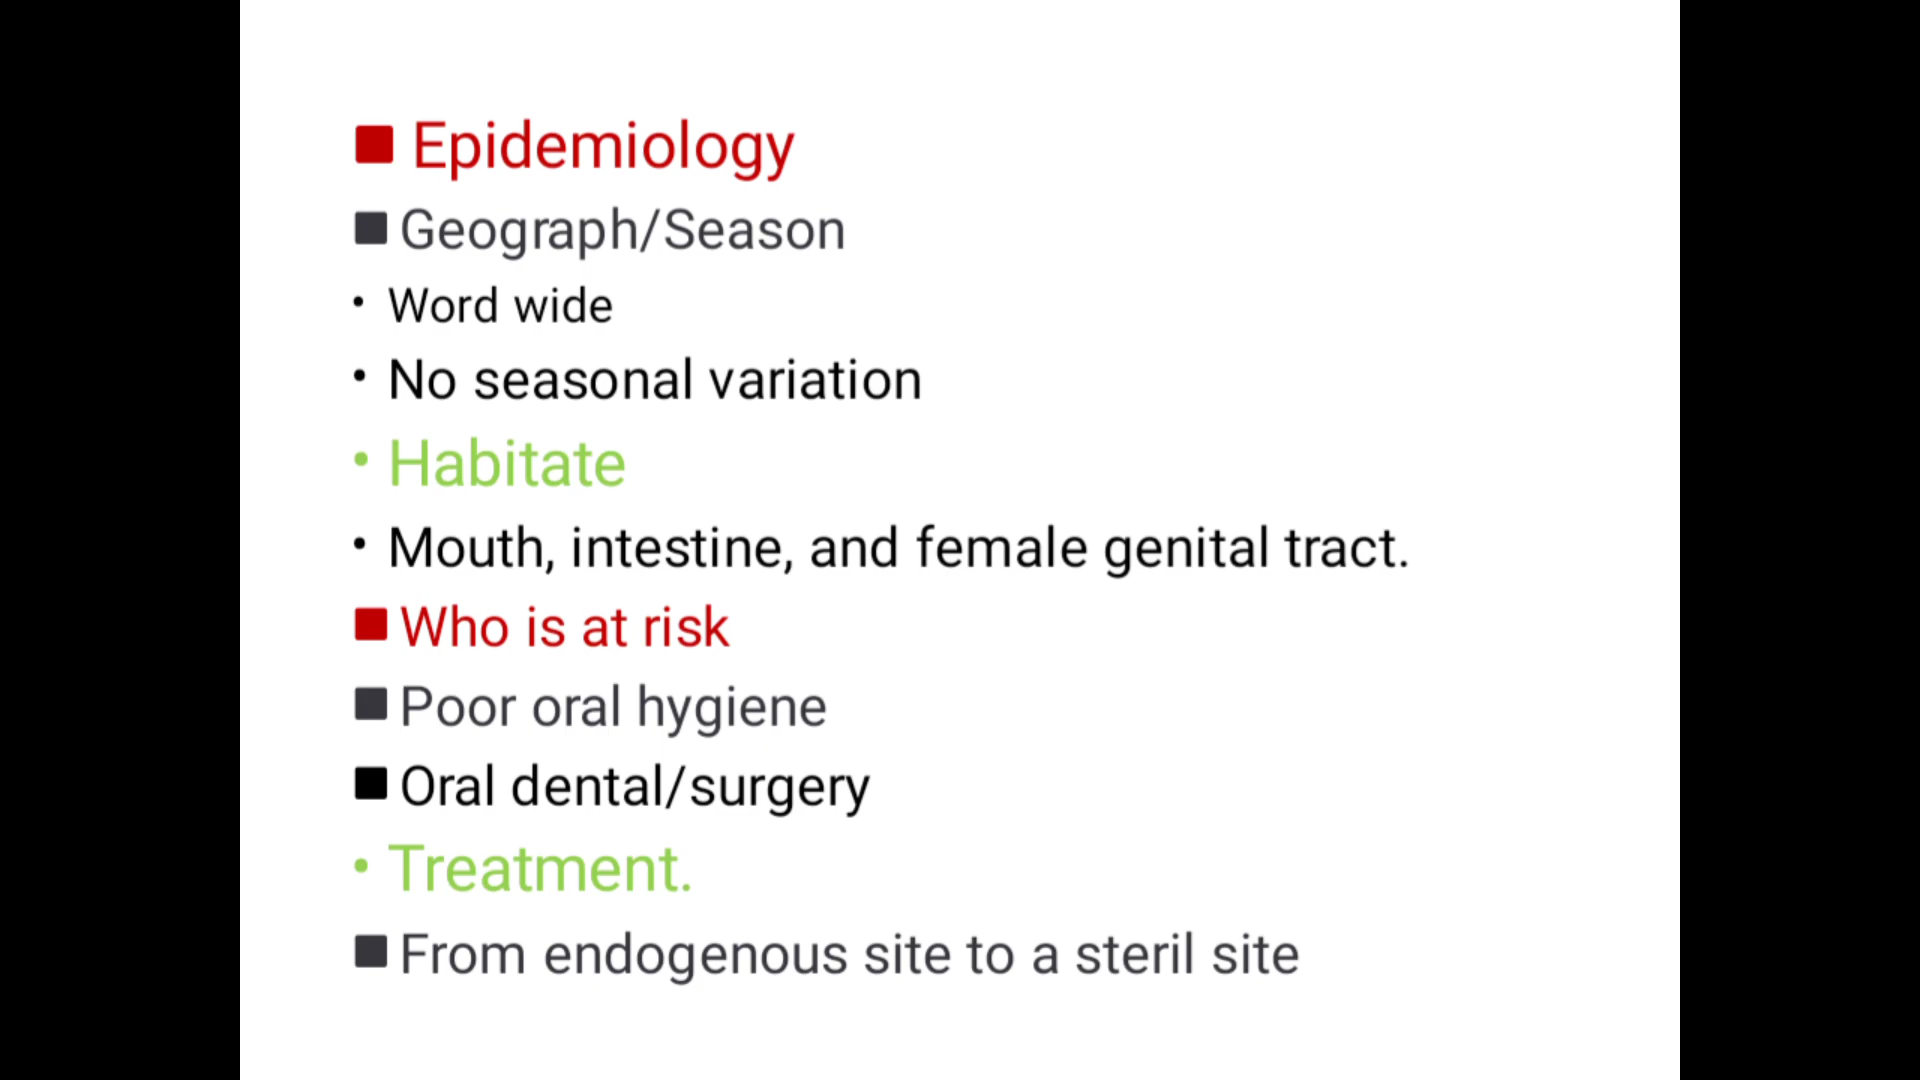 Epidemiology
Geograph/Season
Word wide
No seasonal variation
Habitate
Mouth, intestine, and female genital tract.
Who is at risk
Poor oral hygiene
Oral dental/surgery
Treatment.
From endogenous site to a steril site